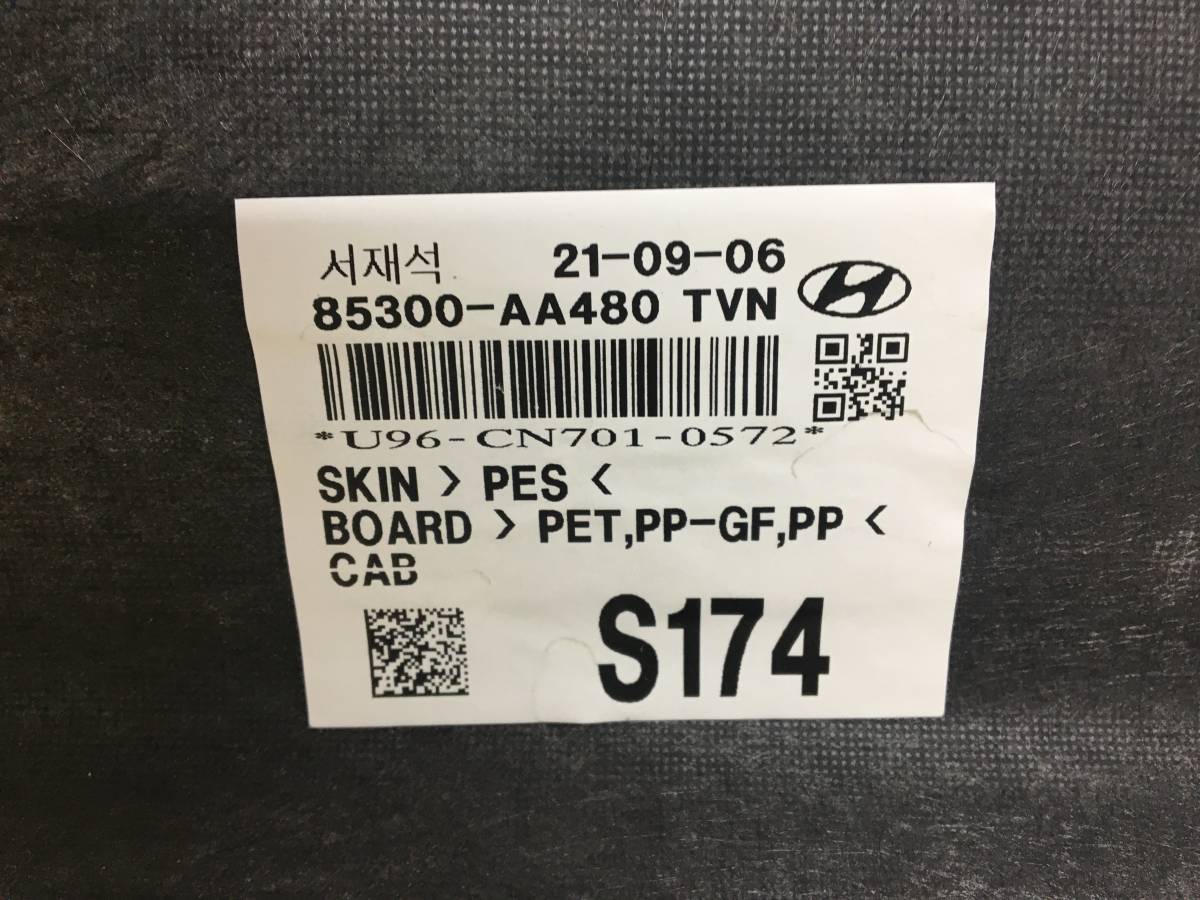 서재석 21-09-06
85300-AA480 TVN
*U96-CN701-0572*
SKIN > PES <
BOARD > PET,PP-GF,PP <
CAB
S174